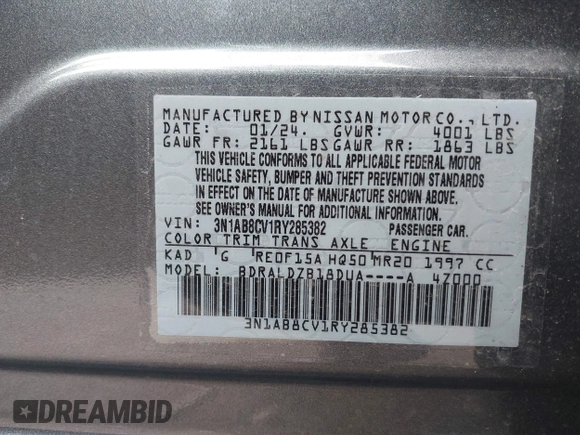 MANUFACTURED BY NISSAN MOTOR CO., LTD.
DATE: 01/24. GVWR: 4001 LBS
GAWR FR: 2161 LBS GAWR RR: 1863 LBS
THIS VEHICLE CONFORMS TO ALL APPLICABLE FEDERAL MOTOR
VEHICLE SAFETY, BUMPER AND THEFT PREVENTION STANDARDS
IN EFFECT ON THE DATE OF MANUFACTURE SHOWN ABOVE.
SEE OWNER'S MANUAL FOR ADDITIONAL INFORMATION.
VIN: 3N1AB8CV1RY285382 PASSENGER CAR.
COLOR TRIM TRANS AXLE ENGINE
KAD G RE0F15A HQ50 MR20 1997 CC
MODEL: BDRALDZB18DUA----A 4Z000
3N1AB8CV1RY285382
DREAMBID